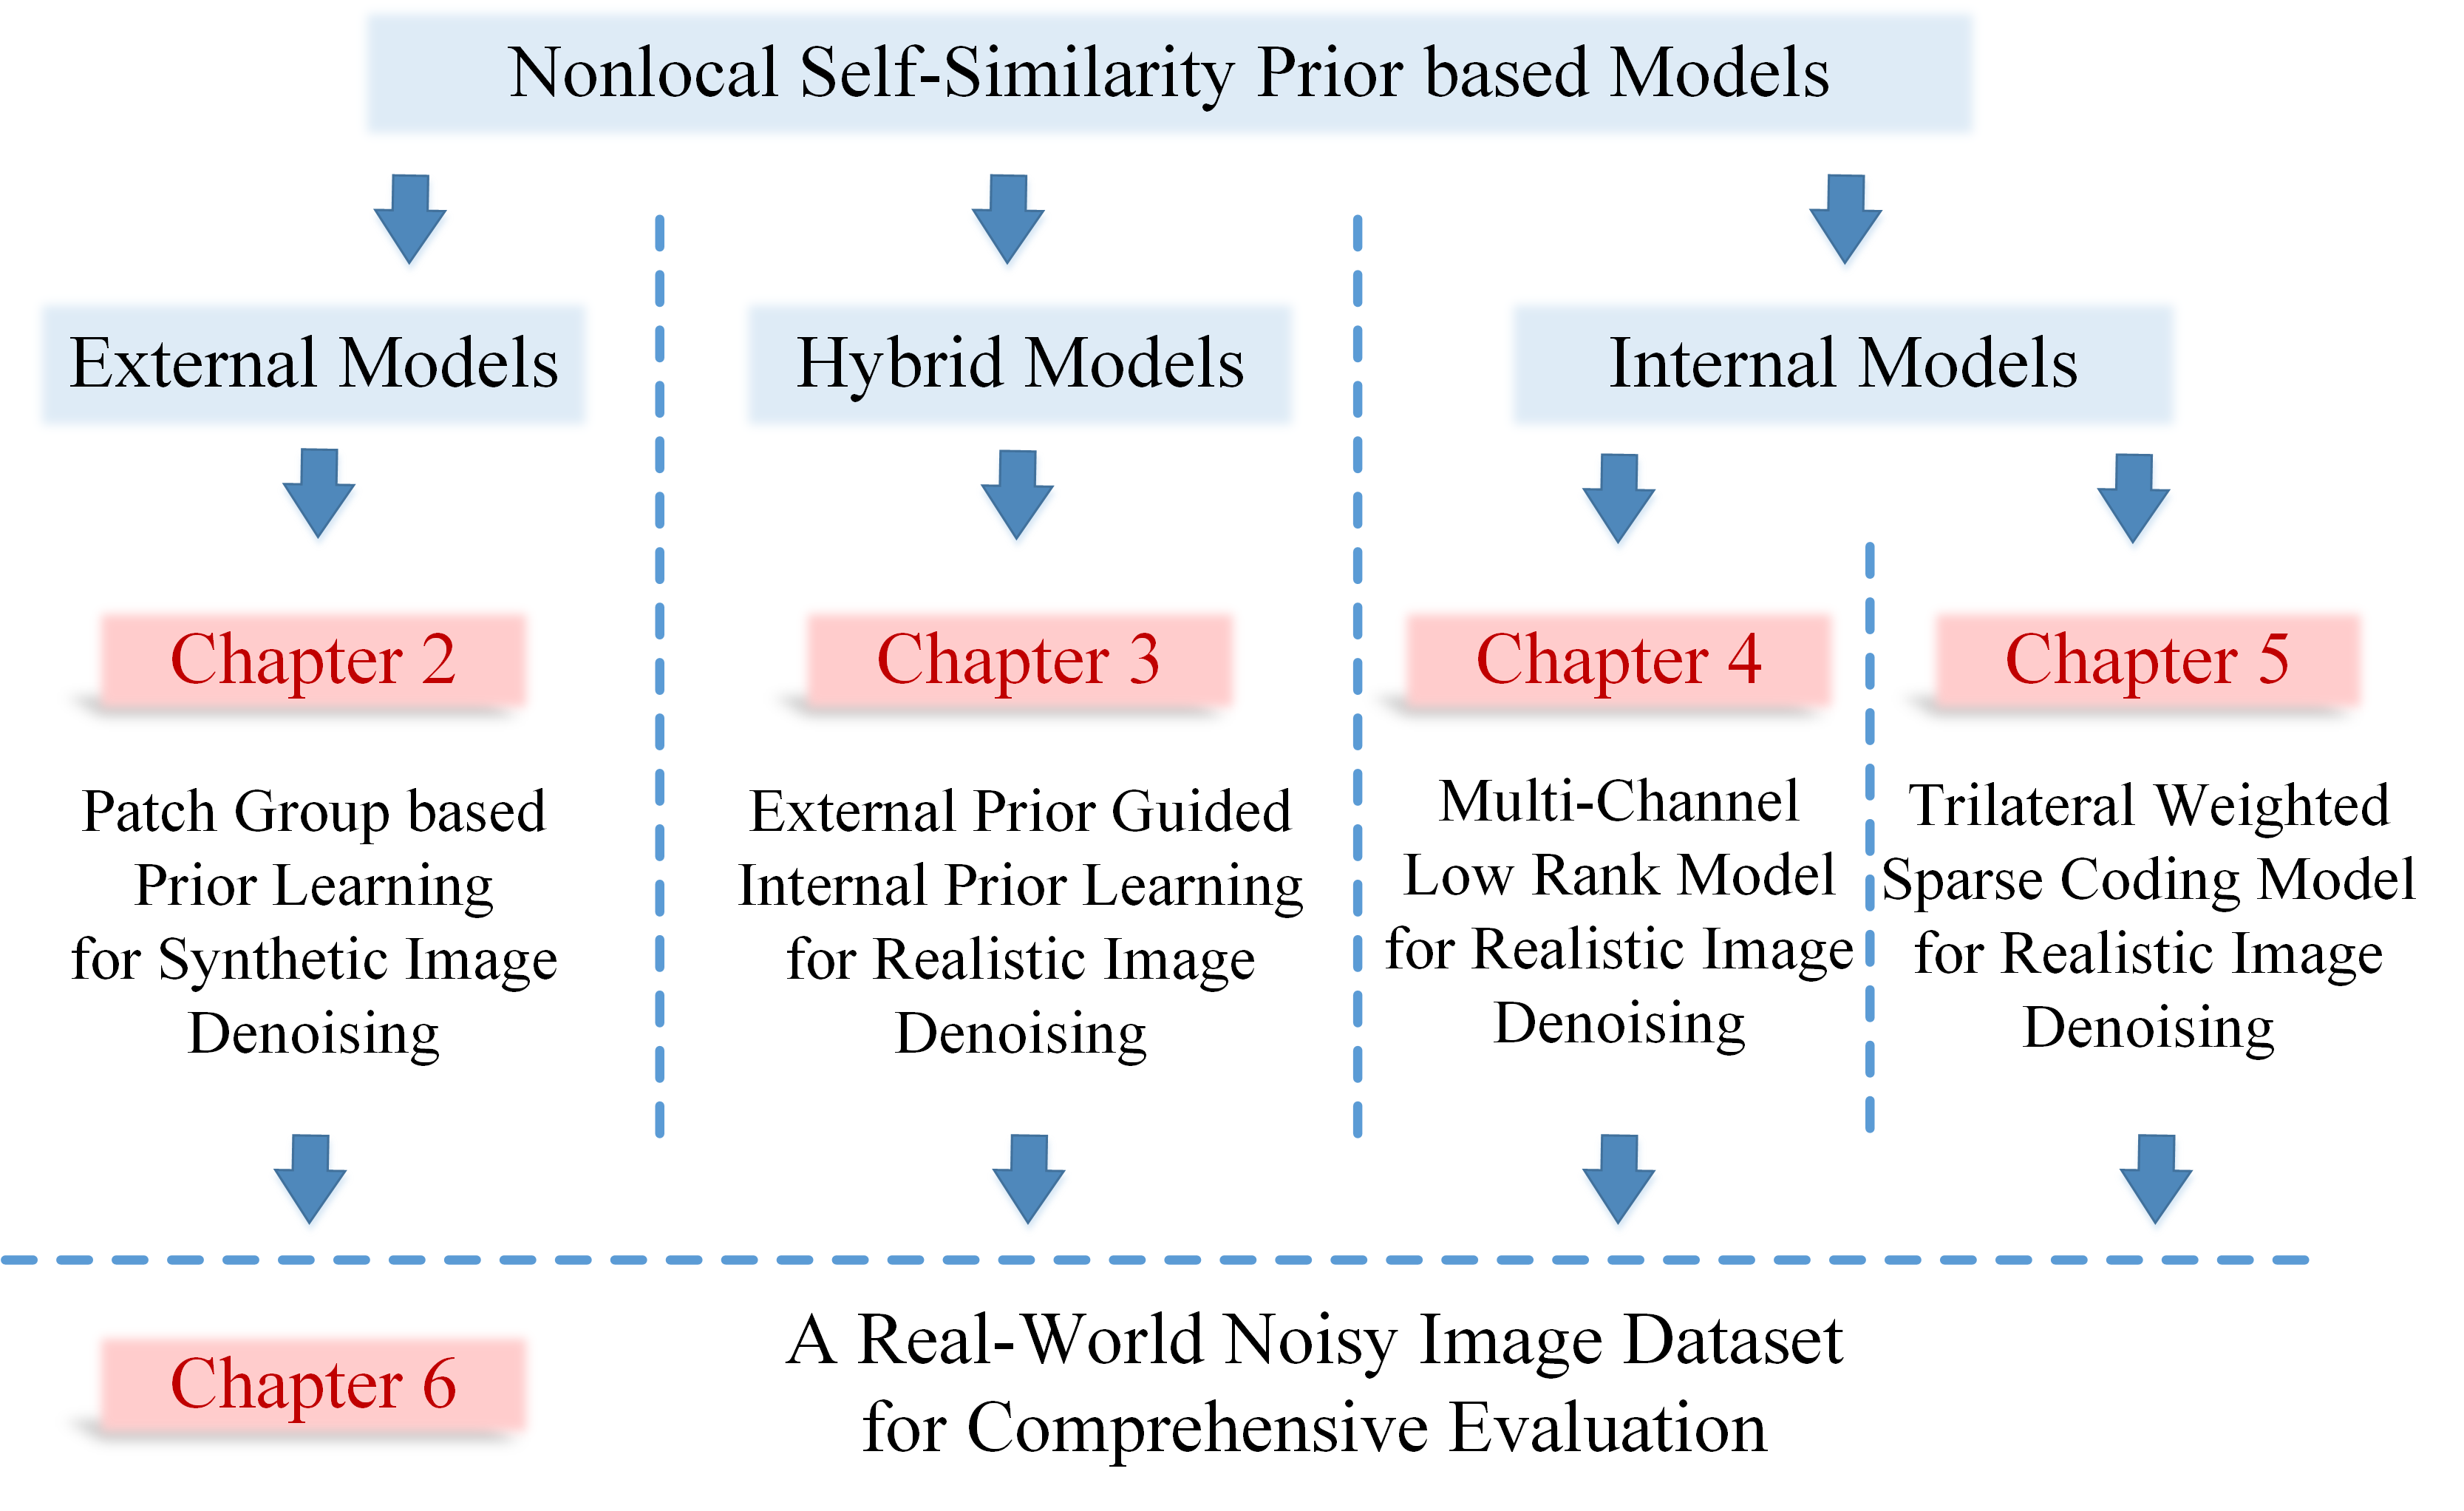 Nonlocal Self-Similarity Prior based Models
External Models
Hybrid Models
Internal Models
Chapter 2
Patch Group based
Prior Learning
for Synthetic Image
Denoising
Chapter 3
External Prior Guided
Internal Prior Learning
for Realistic Image
Denoising
Chapter 4
Multi-Channel
Low Rank Model
for Realistic Image
Denoising
Chapter 5
Trilateral Weighted
Sparse Coding Model
for Realistic Image
Denoising
Chapter 6
A Real-World Noisy Image Dataset
for Comprehensive Evaluation